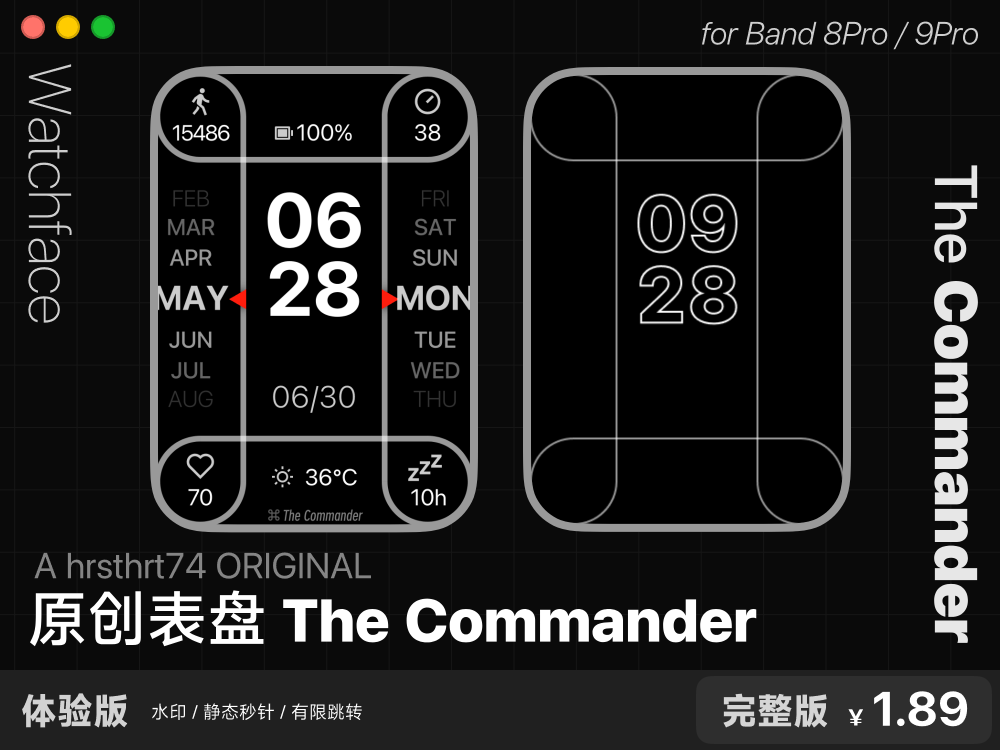 for Band 8Pro / 9Pro
Watchface
15486
100%
38
FEB
MAR
APR
MAY
JUN
JUL
AUG
06
28
06/30
FRI
SAT
SUN
MON
TUE
WED
THU
70
36°C
zzz
10h
⌘ The Commander
09
28
The Commander
A hrsthrt74 ORIGINAL
原创表盘 The Commander
体验版 水印 / 静态秒针 / 有限跳转
完整版 ¥ 1.89